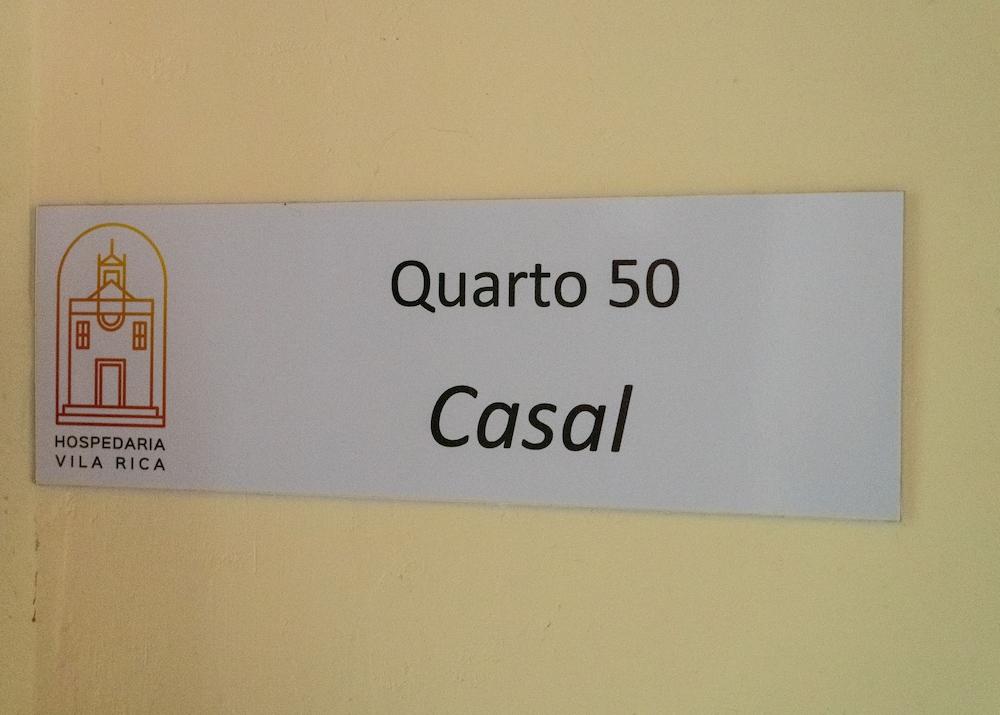 Quarto 50
Casal
HOSPEDARIA
VILA RICA